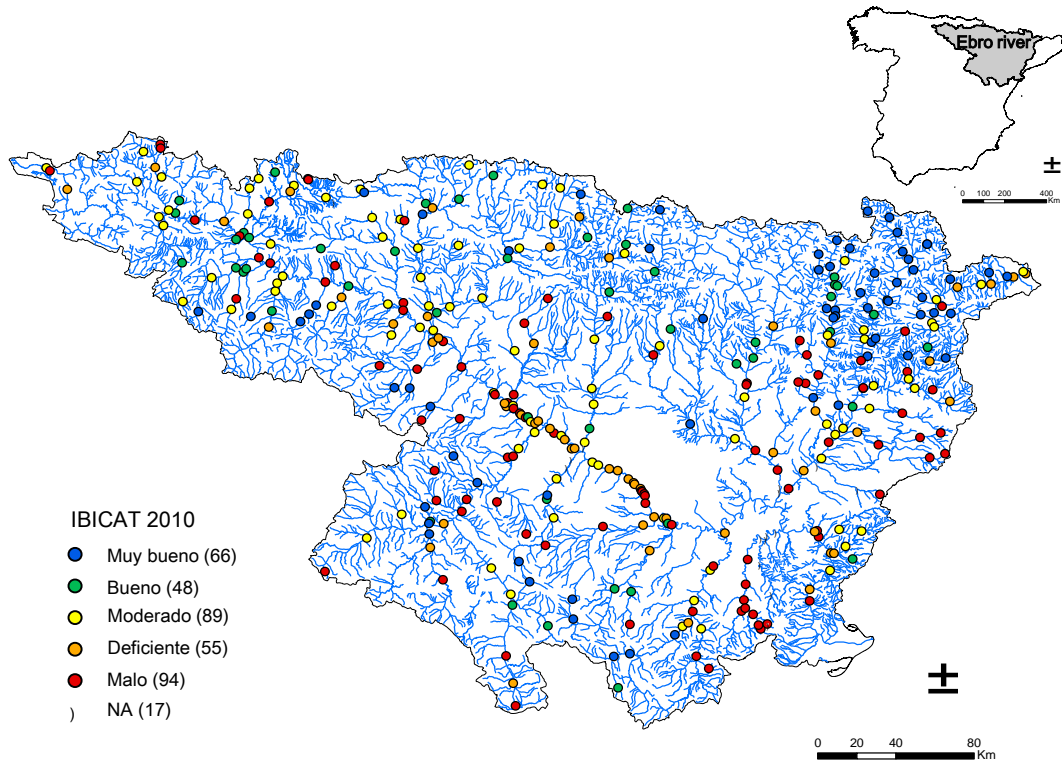 Ebro river
±
0 100 200 400
Km
IBICAT 2010
Muy bueno (66)
Bueno (48)
Moderado (89)
Deficiente (55)
Malo (94)
) NA (17)
±
0 20 40 80
Km